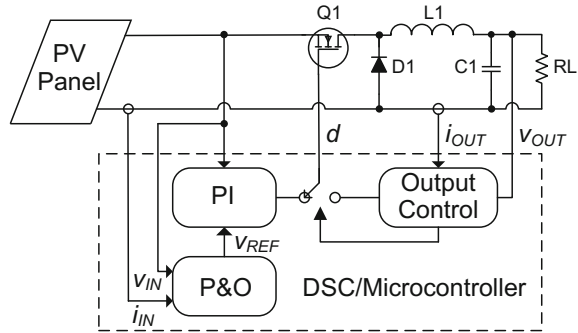 Q1
L1
PV
Panel
D1
C1
RL
d
iOUT
vOUT
PI
Output
Control
vREF
vIN
P&O
DSC/Microcontroller
iIN